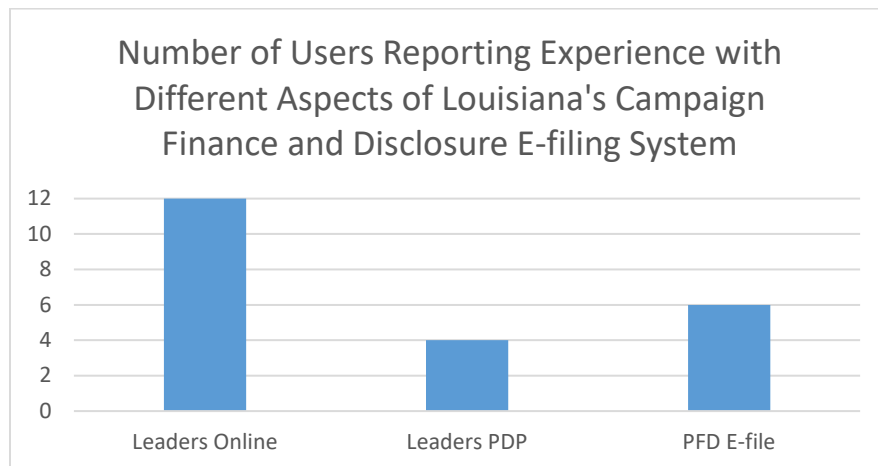 Number of Users Reporting Experience with
Different Aspects of Louisiana's Campaign
Finance and Disclosure E-filing System
12
10
8
6
4
2
0
Leaders Online
Leaders PDP
PFD E-file